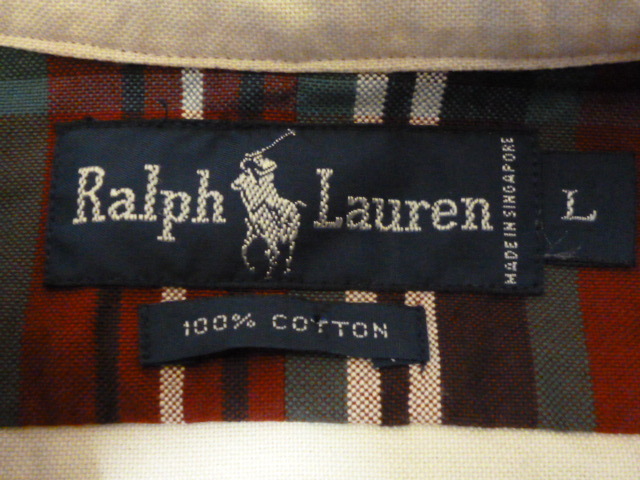 Ralph Lauren
MADE IN SINGAPORE
L
100% COTTON